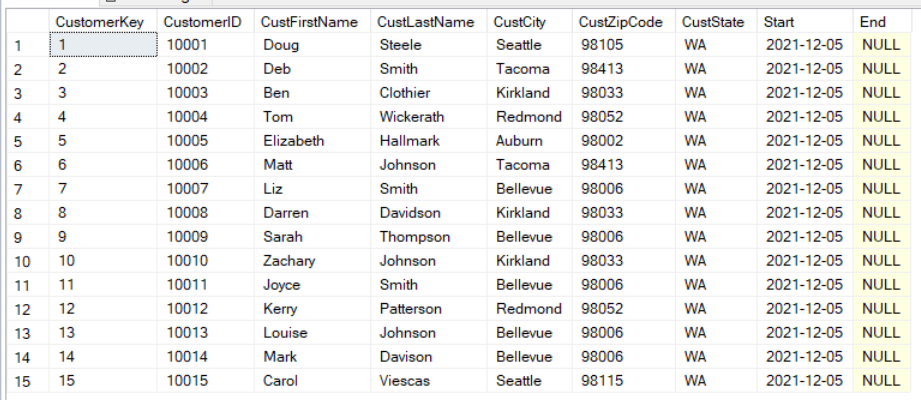 CustomerKey CustomerID CustFirstName CustLastName CustCity CustZipCode CustState Start End
1 1 10001 Doug Steele Seattle 98105 WA 2021-12-05 NULL
2 2 10002 Deb Smith Tacoma 98413 WA 2021-12-05 NULL
3 3 10003 Ben Clothier Kirkland 98033 WA 2021-12-05 NULL
4 4 10004 Tom Wickerath Redmond 98052 WA 2021-12-05 NULL
5 5 10005 Elizabeth Hallmark Auburn 98002 WA 2021-12-05 NULL
6 6 10006 Matt Johnson Tacoma 98413 WA 2021-12-05 NULL
7 7 10007 Liz Smith Bellevue 98006 WA 2021-12-05 NULL
8 8 10008 Darren Davidson Kirkland 98033 WA 2021-12-05 NULL
9 9 10009 Sarah Thompson Bellevue 98006 WA 2021-12-05 NULL
10 10 10010 Zachary Johnson Kirkland 98033 WA 2021-12-05 NULL
11 11 10011 Joyce Smith Bellevue 98006 WA 2021-12-05 NULL
12 12 10012 Kerry Patterson Redmond 98052 WA 2021-12-05 NULL
13 13 10013 Louise Johnson Bellevue 98006 WA 2021-12-05 NULL
14 14 10014 Mark Davison Bellevue 98006 WA 2021-12-05 NULL
15 15 10015 Carol Viescas Seattle 98115 WA 2021-12-05 NULL